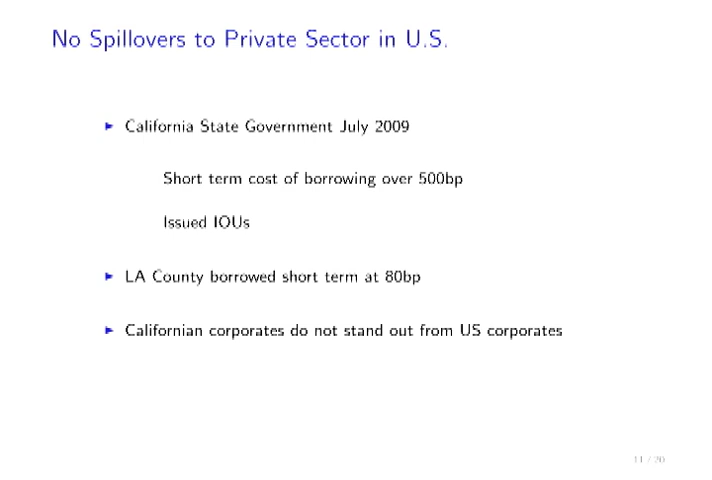 No Spillovers to Private Sector in U.S.
► California State Government July 2009
Short term cost of borrowing over 500bp
Issued IOUs
► LA County borrowed short term at 80bp
► Californian corporates do not stand out from US corporates
11 / 20